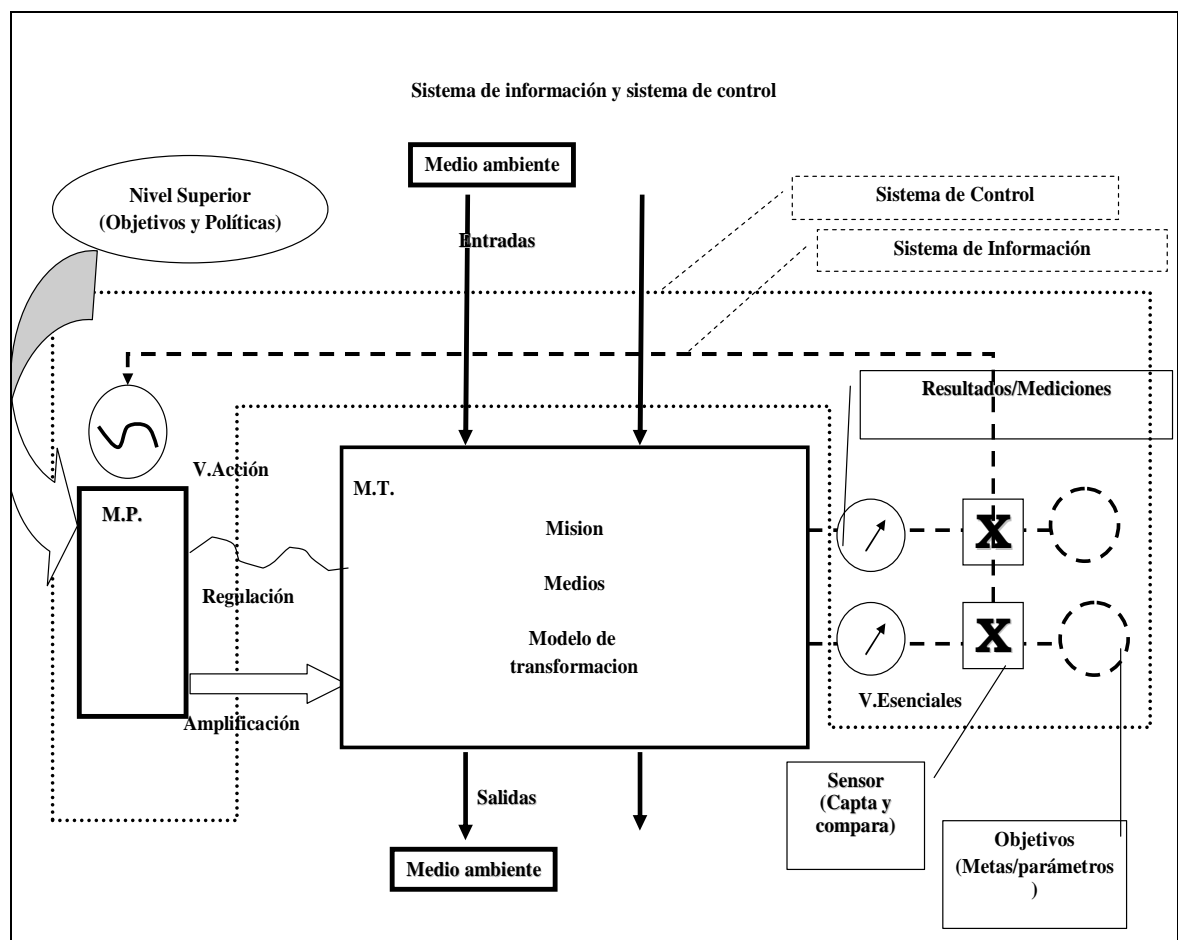 Sistema de información y sistema de control
Medio ambiente
Nivel Superior
(Objetivos y Políticas)
Sistema de Control
Entradas
Sistema de Información
Resultados/Mediciones
V.Acción
M.T.
M.P.
Mision
X
Medios
Regulación
Modelo de
transformacion
X
V.Esenciales
Amplificación
Sensor
(Capta y
compara)
Salidas
Objetivos
(Metas/parámetros
)
Medio ambiente